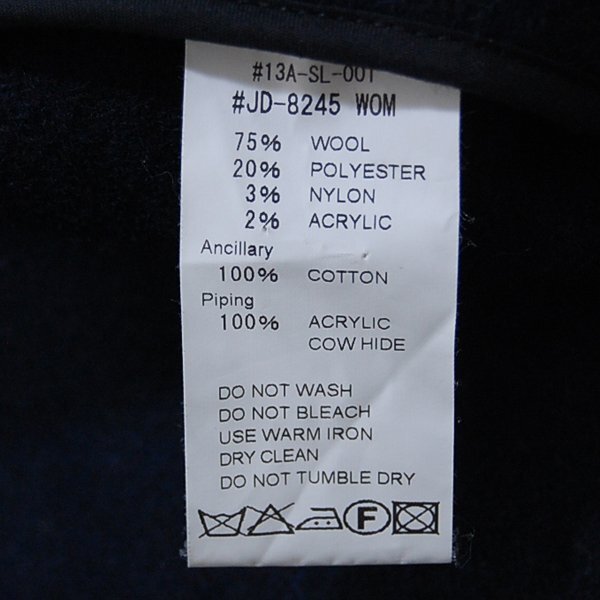 #13A-SL-001
#JD-8245 WOM
75% WOOL
20% POLYESTER
3% NYLON
2% ACRYLIC
Ancillary
100% COTTON
Piping
100% ACRYLIC
COW HIDE
DO NOT WASH
DO NOT BLEACH
USE WARM IRON
DRY CLEAN
DO NOT TUMBLE DRY
F